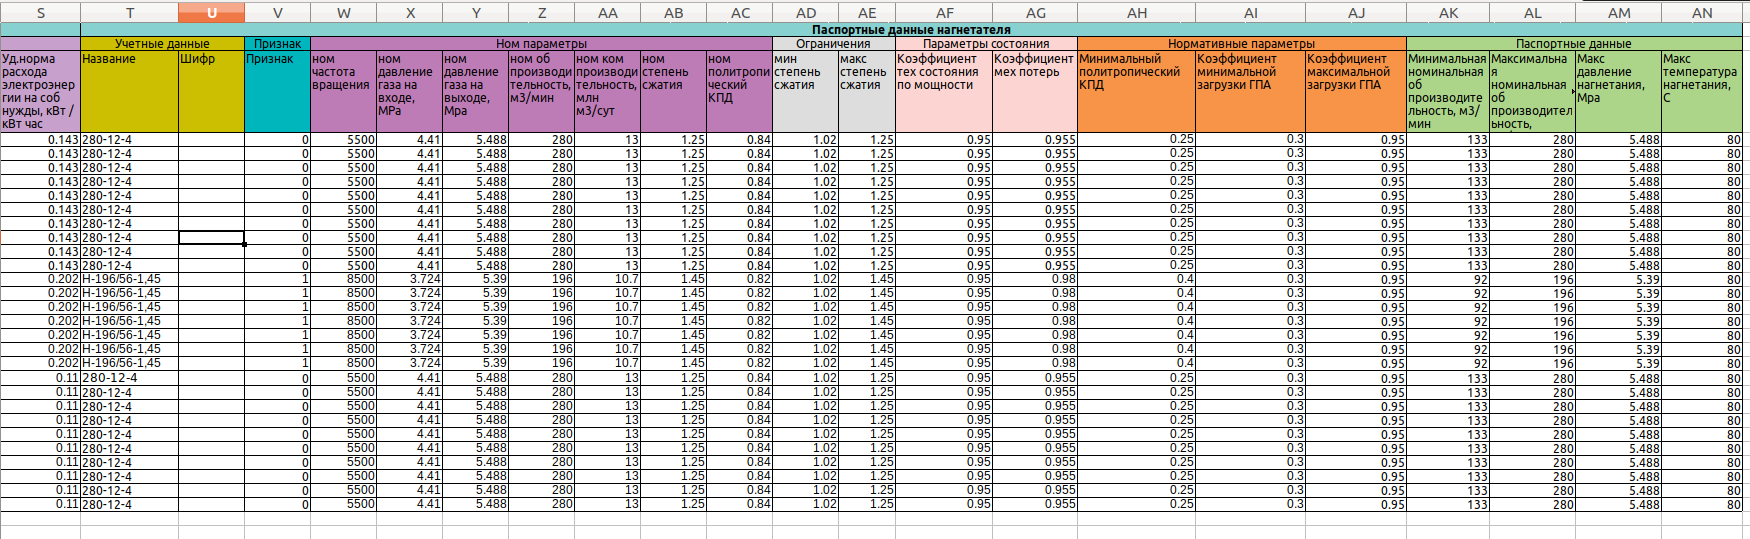 S T U V W X Y Z AA AB AC AD AE AF AG AH AI AJ AK AL AM AN
Паспортные данные нагнетателя
Учетные данные Признак Ном параметры Ограничения Параметры состояния Нормативные параметры Паспортные данные
Уд.норма Название Шифр Признак ном ном ном ном об ном ком ном ном мин макс Коэффициент Коэффициент Минимальный Коэффициент Коэффициент Минимальная Максимальна Макс Макс
расхода частота давление давление производи производи степень политропи степень степень тех состояния мех потерь политропический минимальной максимальной номинальная я давление температура
электроэнер вращения газа на газа на тельность, тельность, сжатия ческий сжатия сжатия по мощности КПД загрузки ГПА загрузки ГПА об номинальная нагнетания, нагнетания,
гии на соб входе, выходе, м3/мин млн КПД производите об Мра С
нужды, кВт / МРа Мра м3/сут льность, м3/ производител
кВт час мин ьность,
0.143 280-12-4 0 5500 4.41 5.488 280 13 1.25 0.84 1.02 1.25 0.95 0.955 0.25 0.3 0.95 133 280 5.488 80
0.143 280-12-4 0 5500 4.41 5.488 280 13 1.25 0.84 1.02 1.25 0.95 0.955 0.25 0.3 0.95 133 280 5.488 80
0.143 280-12-4 0 5500 4.41 5.488 280 13 1.25 0.84 1.02 1.25 0.95 0.955 0.25 0.3 0.95 133 280 5.488 80
0.143 280-12-4 0 5500 4.41 5.488 280 13 1.25 0.84 1.02 1.25 0.95 0.955 0.25 0.3 0.95 133 280 5.488 80
0.143 280-12-4 0 5500 4.41 5.488 280 13 1.25 0.84 1.02 1.25 0.95 0.955 0.25 0.3 0.95 133 280 5.488 80
0.143 280-12-4 0 5500 4.41 5.488 280 13 1.25 0.84 1.02 1.25 0.95 0.955 0.25 0.3 0.95 133 280 5.488 80
0.143 280-12-4 0 5500 4.41 5.488 280 13 1.25 0.84 1.02 1.25 0.95 0.955 0.25 0.3 0.95 133 280 5.488 80
0.143 280-12-4 0 5500 4.41 5.488 280 13 1.25 0.84 1.02 1.25 0.95 0.955 0.25 0.3 0.95 133 280 5.488 80
0.143 280-12-4 0 5500 4.41 5.488 280 13 1.25 0.84 1.02 1.25 0.95 0.955 0.25 0.3 0.95 133 280 5.488 80
0.143 280-12-4 0 5500 4.41 5.488 280 13 1.25 0.84 1.02 1.25 0.95 0.955 0.25 0.3 0.95 133 280 5.488 80
0.202 Н-196/56-1,45 1 8500 3.724 5.39 196 10.7 1.45 0.82 1.02 1.45 0.95 0.98 0.4 0.3 0.95 92 196 5.39 80
0.202 Н-196/56-1,45 1 8500 3.724 5.39 196 10.7 1.45 0.82 1.02 1.45 0.95 0.98 0.4 0.3 0.95 92 196 5.39 80
0.202 Н-196/56-1,45 1 8500 3.724 5.39 196 10.7 1.45 0.82 1.02 1.45 0.95 0.98 0.4 0.3 0.95 92 196 5.39 80
0.202 Н-196/56-1,45 1 8500 3.724 5.39 196 10.7 1.45 0.82 1.02 1.45 0.95 0.98 0.4 0.3 0.95 92 196 5.39 80
0.202 Н-196/56-1,45 1 8500 3.724 5.39 196 10.7 1.45 0.82 1.02 1.45 0.95 0.98 0.4 0.3 0.95 92 196 5.39 80
0.202 Н-196/56-1,45 1 8500 3.724 5.39 196 10.7 1.45 0.82 1.02 1.45 0.95 0.98 0.4 0.3 0.95 92 196 5.39 80
0.202 Н-196/56-1,45 1 8500 3.724 5.39 196 10.7 1.45 0.82 1.02 1.45 0.95 0.98 0.4 0.3 0.95 92 196 5.39 80
0.11 280-12-4 0 5500 4.41 5.488 280 13 1.25 0.84 1.02 1.25 0.95 0.955 0.25 0.3 0.95 133 280 5.488 80
0.11 280-12-4 0 5500 4.41 5.488 280 13 1.25 0.84 1.02 1.25 0.95 0.955 0.25 0.3 0.95 133 280 5.488 80
0.11 280-12-4 0 5500 4.41 5.488 280 13 1.25 0.84 1.02 1.25 0.95 0.955 0.25 0.3 0.95 133 280 5.488 80
0.11 280-12-4 0 5500 4.41 5.488 280 13 1.25 0.84 1.02 1.25 0.95 0.955 0.25 0.3 0.95 133 280 5.488 80
0.11 280-12-4 0 5500 4.41 5.488 280 13 1.25 0.84 1.02 1.25 0.95 0.955 0.25 0.3 0.95 133 280 5.488 80
0.11 280-12-4 0 5500 4.41 5.488 280 13 1.25 0.84 1.02 1.25 0.95 0.955 0.25 0.3 0.95 133 280 5.488 80
0.11 280-12-4 0 5500 4.41 5.488 280 13 1.25 0.84 1.02 1.25 0.95 0.955 0.25 0.3 0.95 133 280 5.488 80
0.11 280-12-4 0 5500 4.41 5.488 280 13 1.25 0.84 1.02 1.25 0.95 0.955 0.25 0.3 0.95 133 280 5.488 80
0.11 280-12-4 0 5500 4.41 5.488 280 13 1.25 0.84 1.02 1.25 0.95 0.955 0.25 0.3 0.95 133 280 5.488 80
0.11 280-12-4 0 5500 4.41 5.488 280 13 1.25 0.84 1.02 1.25 0.95 0.955 0.25 0.3 0.95 133 280 5.488 80